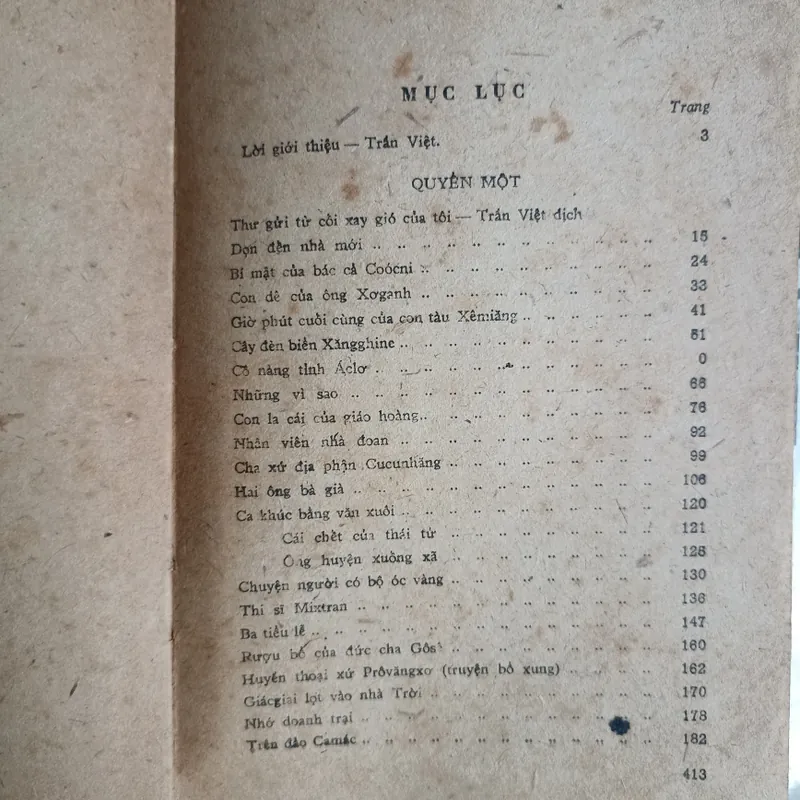 MỤC LỤC
Trang
Lời giới thiệu — Trần Việt. 3
QUYỂN MỘT
Thư gửi từ cối xay gió của tôi — Trần Việt dịch
Dọn đến nhà mới .. .. .. .. .. .. .. .. .. .. .. .. 15
Bí mật của bác cả Coócni .. .. .. .. .. .. .. .. .. .. 24
Con dê của ông Xơganh .. .. .. .. .. .. .. .. .. .. 33
Giờ phút cuối cùng của con tàu Xêmiăng .. .. .. .. .. 41
Cây đèn biển Xăngghine .. .. .. .. .. .. .. .. .. .. 51
Cô nàng tỉnh Áclơ .. .. .. .. .. .. .. .. .. .. .. 0
Những vì sao .. .. .. .. .. .. .. .. .. .. .. .. 68
Con la cái của giáo hoàng .. .. .. .. .. .. .. .. .. 76
Nhân viên nhà đoan .. .. .. .. .. .. .. .. .. .. 92
Cha xứ địa phận Cucunhăng .. .. .. .. .. .. .. .. 99
Hai ông bà già .. .. .. .. .. .. .. .. .. .. .. .. 106
Ca khúc bằng văn xuôi .. .. .. .. .. .. .. .. .. .. 120
Cái chết của thái tử .. .. .. .. .. .. .. .. 121
Ông huyện xuống xã .. .. .. .. .. .. .. .. 126
Chuyện người có bộ óc vàng .. .. .. .. .. .. .. .. 130
Thi sĩ Mixtran .. .. .. .. .. .. .. .. .. .. .. .. 136
Ba tiểu lễ .. .. .. .. .. .. .. .. .. .. .. .. .. 147
Rượu bổ của đức cha Gôs .. .. .. .. .. .. .. .. .. 160
Huyền thoại xứ Prôvăngxơ (truyện bổ xung) .. .. .. .. 162
Giácgiai lọt vào nhà Trời .. .. .. .. .. .. .. .. .. 170
Nhớ doanh trại .. .. .. .. .. .. .. .. .. .. .. 178
Trên đảo Camác .. .. .. .. .. .. .. .. .. .. .. 182
413